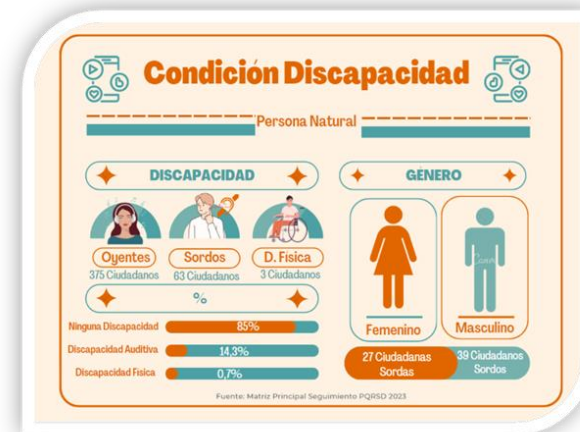 Condición Discapacidad
Persona Natural
DISCAPACIDAD
Oyentes
375 Ciudadanos
Sordos
63 Ciudadanos
D. Fisica
3 Ciudadanos
%
Ninguna Discapacidad 85%
Discapacidad Auditiva 14,3%
Discapacidad Fisica 0,7%
GÉNERO
Femenino
Masculino
27 Ciudadanas
Sordas
39 Ciudadanos
Sordos
Fuente: Matriz Principal Seguimiento PQRSD 2023